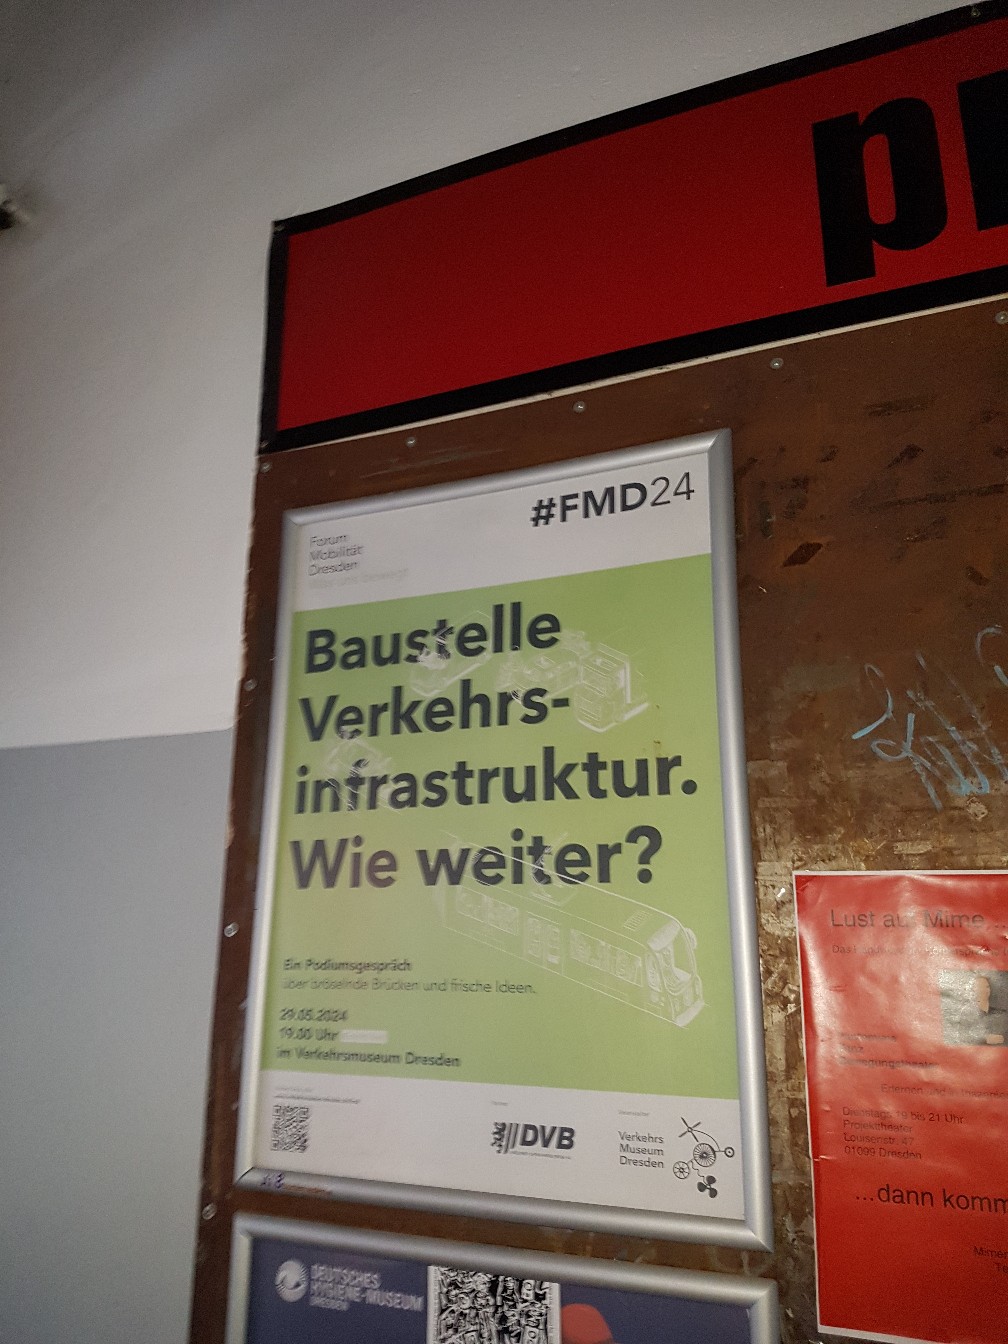 #FMD24
Forum
Mobilität
Dresden
Baustelle
Verkehrs-
infrastruktur.
Wie weiter?
Ein Podiumsgespräch
über bröselnde Brücken und frische Ideen.
29.05.2024
19.00 Uhr
im Verkehrsmuseum Dresden
DVB
Verkehrs
Museum
Dresden
DEUTSCHES
HYGIENE-MUSEUM
DRESDEN
Lust auf Mime
Dienstags 19 bis 21 Uhr
Projekttheater
Louisenstr. 47
01099 Dresden
...dann komm